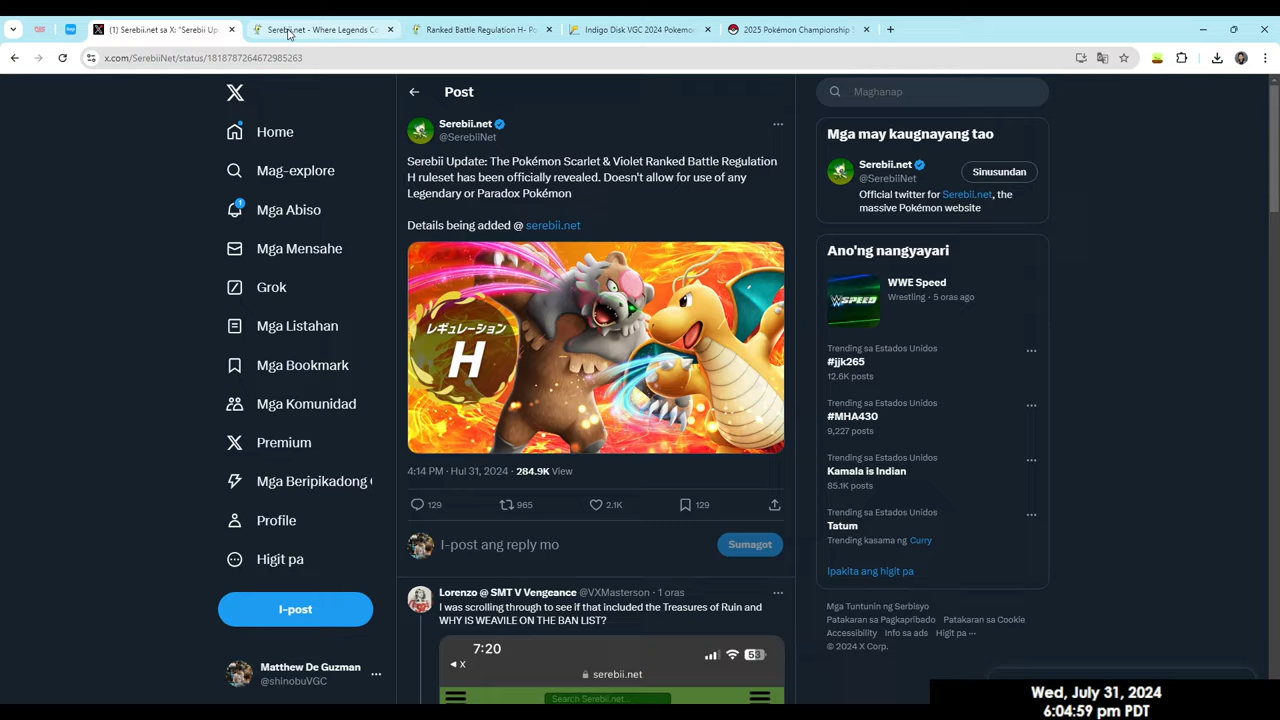 (1) Serebii.net sa X: "Serebii Up
Serebii.net - Where Legends Co
Ranked Battle Regulation H- Po
Indigo Disk VGC 2024 Pokemon
2025 Pokémon Championship S
x.com/SerebiiNet/status/1818787264672985263
Home
Mag-explore
1
Mga Abiso
Mga Mensahe
Grok
Mga Listahan
Mga Bookmark
Mga Komunidad
Premium
Mga Beripikadong
Profile
Higit pa
I-post
Matthew De Guzman
@shinobuVGC
Post
Serebii.net
@SerebiiNet
Serebii Update: The Pokémon Scarlet & Violet Ranked Battle Regulation
H ruleset has been officially revealed. Doesn't allow for use of any
Legendary or Paradox Pokémon
Details being added @ serebii.net
レギュレーション
H
4:14 PM · Hul 31, 2024 · 284.9K View
129
965
2.1K
129
I-post ang reply mo
Sumagot
Lorenzo @ SMT V Vengeance @VXMasterson · 1 oras
I was scrolling through to see if that included the Treasures of Ruin and
WHY IS WEAVILE ON THE BAN LIST?
7:20
53
X
serebii.net
Search Serebii.net...
Maghanap
Mga may kaugnayang tao
Serebii.net
@SerebiiNet
Sinusundan
Official twitter for Serebii.net, the
massive Pokémon website
Ano'ng nangyayari
WWE Speed
Wrestling · 5 oras ago
SPEED
Trending sa Estados Unidos
#jjk265
12.6K posts
Trending sa Estados Unidos
#MHA430
9,227 posts
Trending sa Estados Unidos
Kamala is Indian
85.1K posts
Trending sa Estados Unidos
Tatum
Trending kasama ng Curry
Ipakita ang higit pa
Mga Tuntunin ng Serbisyo
Patakaran sa Pagkapribado Patakaran sa Cookie
Accessibility Info sa ads Higit pa ···
© 2024 X Corp.
Wed, July 31, 2024
6:04:59 pm PDT